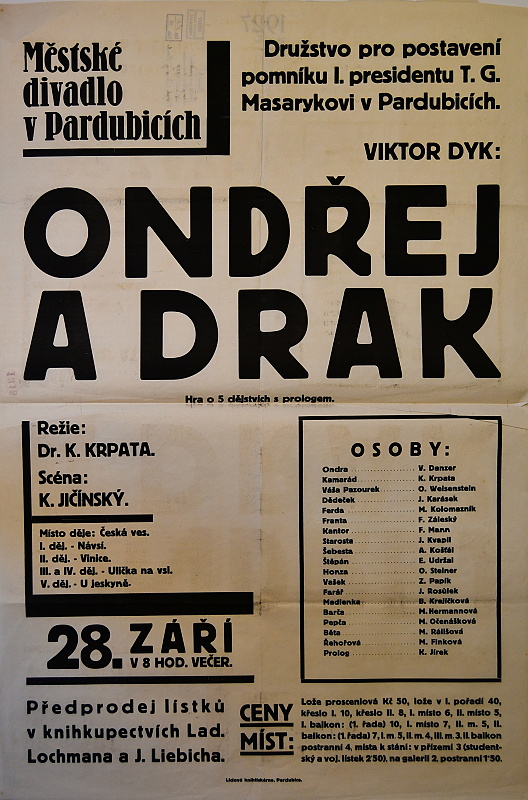 1927
Městské
divadlo
v Pardubicích
Družstvo pro postavení
pomníku I. presidentu T. G.
Masarykovi v Pardubicích.
VIKTOR DYK:
ONDŘEJ
A DRAK
Hra o 5 dějstvích s prologem.
Režie:
Dr. K. KRPATA.
Scéna:
K. JIČÍNSKÝ.
Místo děje: Česká ves.
I. děj. - Návsí.
II. děj. - Vinice.
III. a IV. děj. - Ulička na vsi.
V. děj. - U jeskyně.
28. ZÁŘÍ
V 8 HOD. VEČER.
OSOBY:
Ondra V. Danzer
Kamarád K. Krpata
Váša Pazourek O. Weisenstein
Dědeček J. Karásek
Ferda M. Kolomazník
Franta F. Záleský
Kantor F. Mann
Starosta J. Kvapil
Šebesta A. Košťál
Štěpán E. Udržal
Honza O. Steiner
Vašek Z. Papík
Farář J. Rosůlek
Madlenka B. Krejčíková
Barča M. Hermannová
Pepča M. Očenášková
Běta M. Rálišová
Řehořová M. Finková
Prolog K. Jirek
Předprodej lístků
v knihkupectvích Lad.
Lochmana a J. Liebicha.
CENY
MÍST:
Lože prosceniová Kč 50, lože v I. pořadí 40,
křeslo I. 10, křeslo II. 8, I. místo 6, II. místo 5,
I. balkon: (1. řada) 10, I. místo 7, II. m. 5, II.
balkon: (1. řada) 7, I. m. 5, II. m. 4, III. m. 3, II balkon
postranní 4, místa k stání: v přízemí 3 (student-
ský a voj. lístek 2'50), na galerii 2, postranní 1'50.
Lidová knihtiskárna, Pardubice.